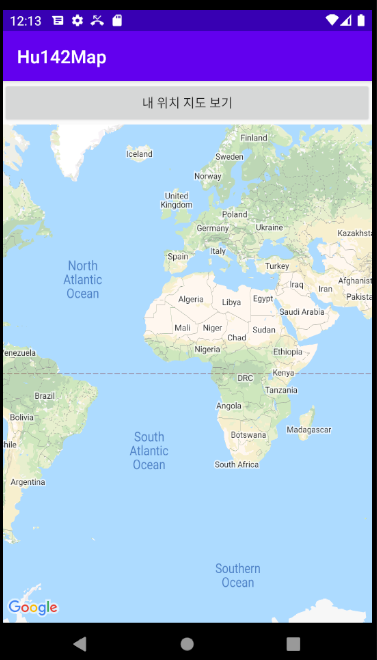 12:13
Hu142Map
내 위치 지도 보기
Finland
Iceland
Sweden
Norway
United
Kingdom
Poland
Germany
Ukraine
Kazakhsta
Italy
Spain
Turkey
North
Atlantic
Ocean
Iraq
Iran
Afghanist
Pakista
Algeria
Libya
Egypt
Saudi Arabia
Mali
Niger
Chad
Sudan
Nigeria
Ethiopia
enezuela
Kenya
DRC
Tanzania
Brazil
Angola
Bolivia
Madagascar
Botswana
South
Atlantic
Ocean
hile
South Africa
Argentina
Southern
Ocean
Google